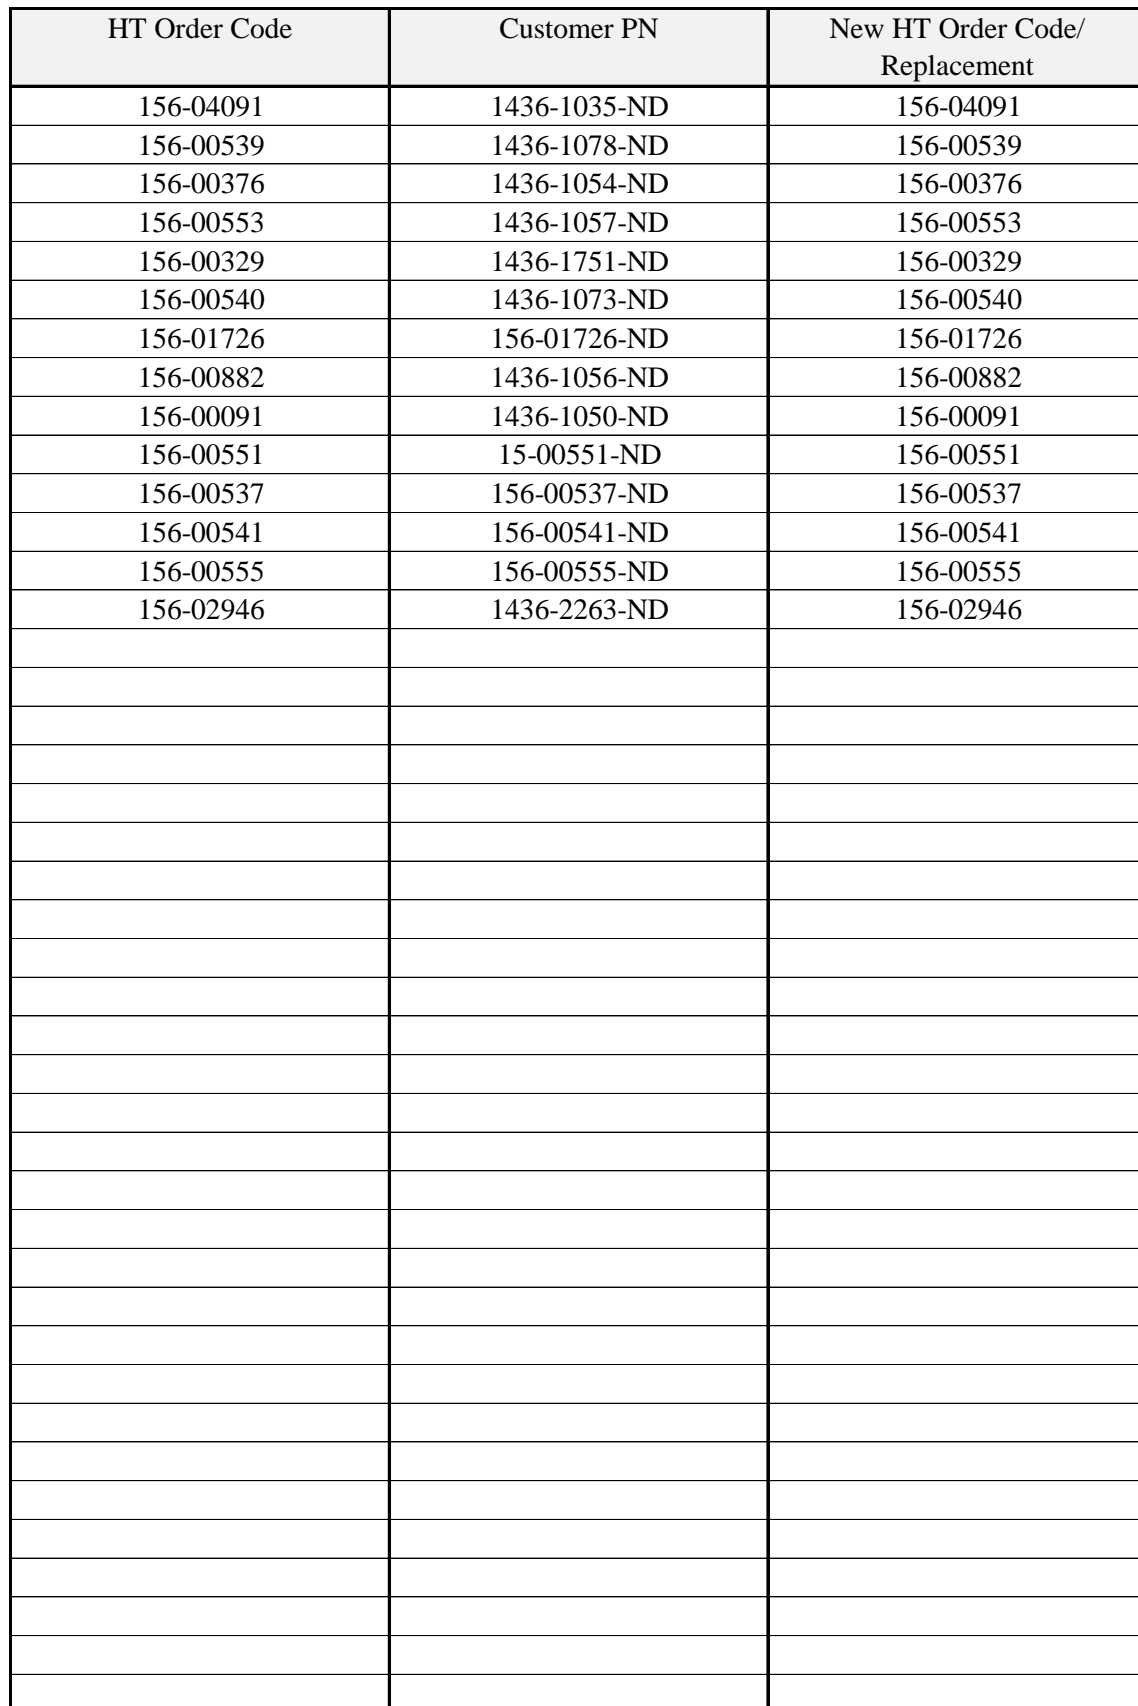 HT Order Code Customer PN New HT Order Code/
Replacement
156-04091 1436-1035-ND 156-04091
156-00539 1436-1078-ND 156-00539
156-00376 1436-1054-ND 156-00376
156-00553 1436-1057-ND 156-00553
156-00329 1436-1751-ND 156-00329
156-00540 1436-1073-ND 156-00540
156-01726 156-01726-ND 156-01726
156-00882 1436-1056-ND 156-00882
156-00091 1436-1050-ND 156-00091
156-00551 15-00551-ND 156-00551
156-00537 156-00537-ND 156-00537
156-00541 156-00541-ND 156-00541
156-00555 156-00555-ND 156-00555
156-02946 1436-2263-ND 156-02946